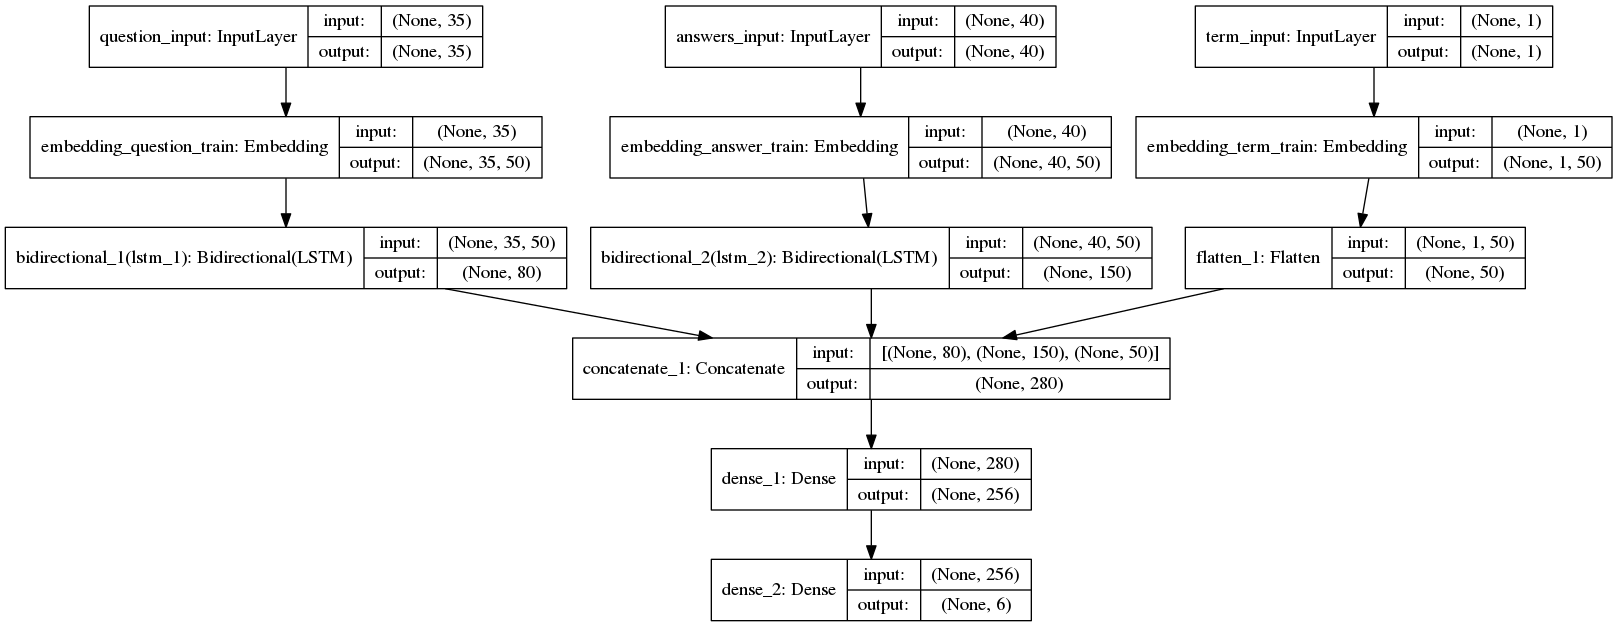 question_input: InputLayer
input: (None, 35)
output: (None, 35)
answers_input: InputLayer
input: (None, 40)
output: (None, 40)
term_input: InputLayer
input: (None, 1)
output: (None, 1)
embedding_question_train: Embedding
input: (None, 35)
output: (None, 35, 50)
embedding_answer_train: Embedding
input: (None, 40)
output: (None, 40, 50)
embedding_term_train: Embedding
input: (None, 1)
output: (None, 1, 50)
bidirectional_1(lstm_1): Bidirectional(LSTM)
input: (None, 35, 50)
output: (None, 80)
bidirectional_2(lstm_2): Bidirectional(LSTM)
input: (None, 40, 50)
output: (None, 150)
flatten_1: Flatten
input: (None, 1, 50)
output: (None, 50)
concatenate_1: Concatenate
input: [(None, 80), (None, 150), (None, 50)]
output: (None, 280)
dense_1: Dense
input: (None, 280)
output: (None, 256)
dense_2: Dense
input: (None, 256)
output: (None, 6)